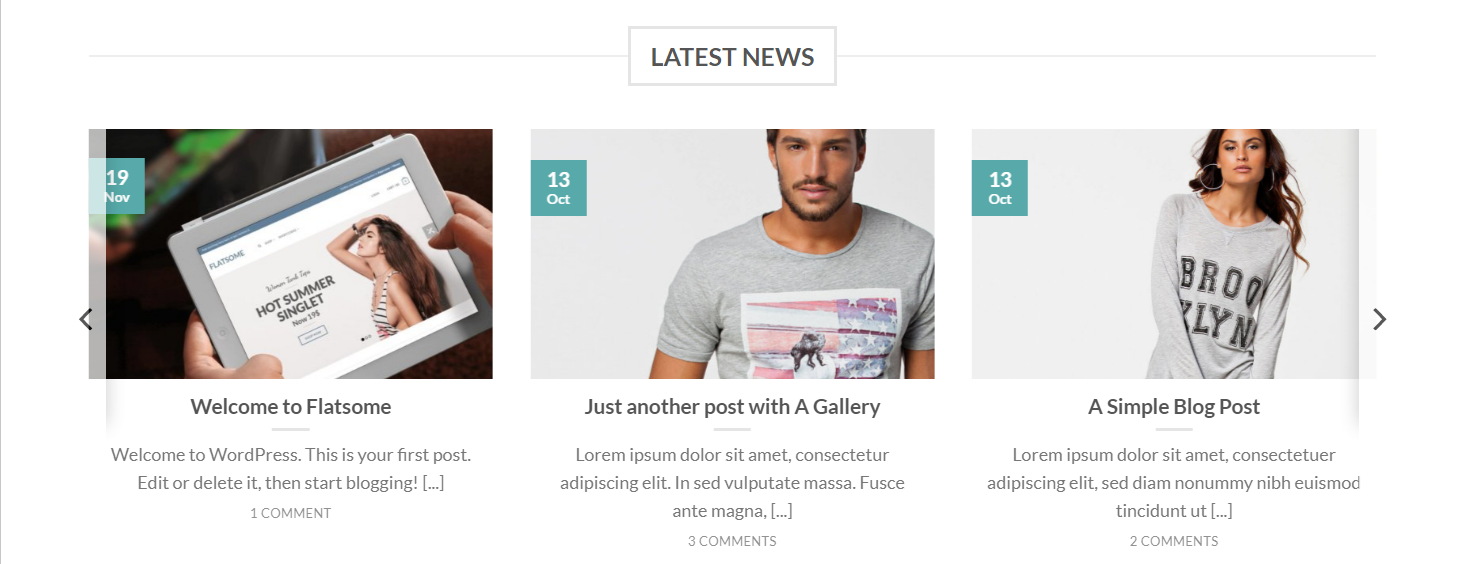 LATEST NEWS
19
Nov
FLATSOME
Women Tank Tops
HOT SUMMER
SINGLET
Now 19$
13
Oct
13
Oct
BROO
KLYN
Welcome to Flatsome
Welcome to WordPress. This is your first post.
Edit or delete it, then start blogging! [...]
1 COMMENT
Just another post with A Gallery
Lorem ipsum dolor sit amet, consectetur
adipiscing elit. In sed vulputate massa. Fusce
ante magna, [...]
3 COMMENTS
A Simple Blog Post
Lorem ipsum dolor sit amet, consectetuer
adipiscing elit, sed diam nonummy nibh euismod
tincidunt ut [...]
2 COMMENTS